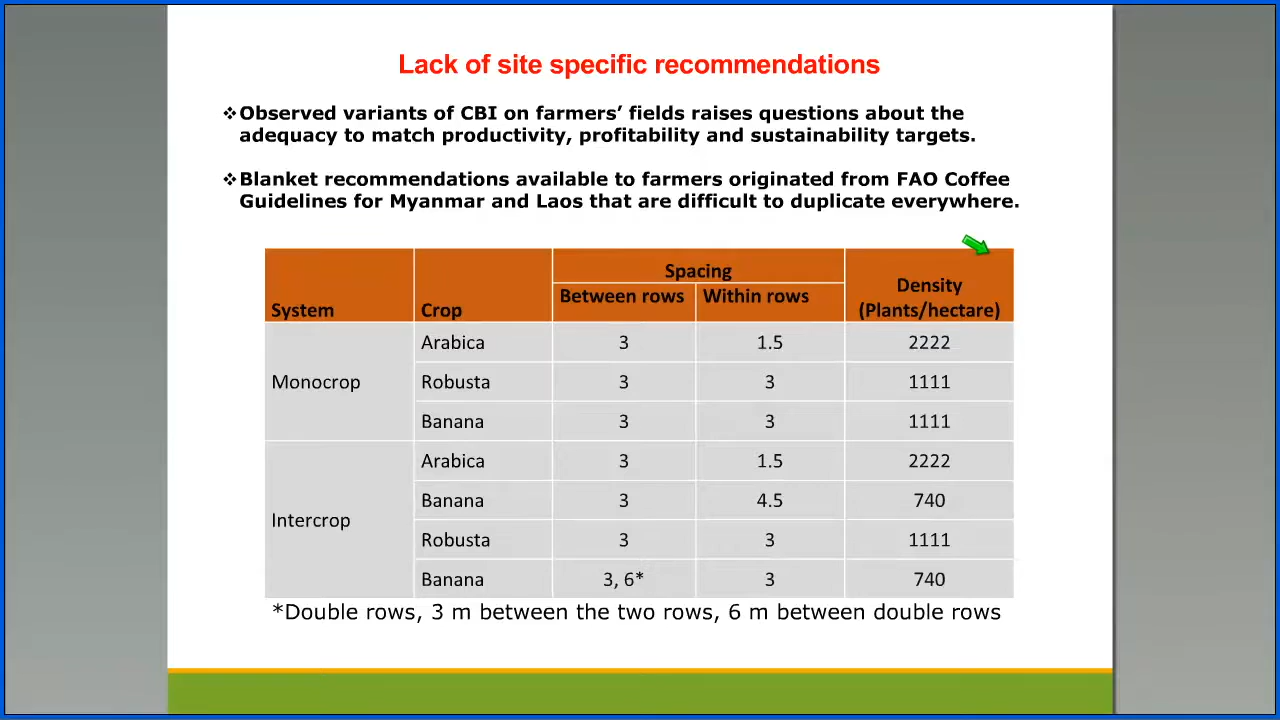 Lack of site specific recommendations
❖Observed variants of CBI on farmers’ fields raises questions about the
adequacy to match productivity, profitability and sustainability targets.
❖Blanket recommendations available to farmers originated from FAO Coffee
Guidelines for Myanmar and Laos that are difficult to duplicate everywhere.
System Crop Spacing Density
Between rows Within rows (Plants/hectare)
Monocrop Arabica 3 1.5 2222
Robusta 3 3 1111
Banana 3 3 1111
Intercrop Arabica 3 1.5 2222
Banana 3 4.5 740
Robusta 3 3 1111
Banana 3, 6* 3 740
*Double rows, 3 m between the two rows, 6 m between double rows